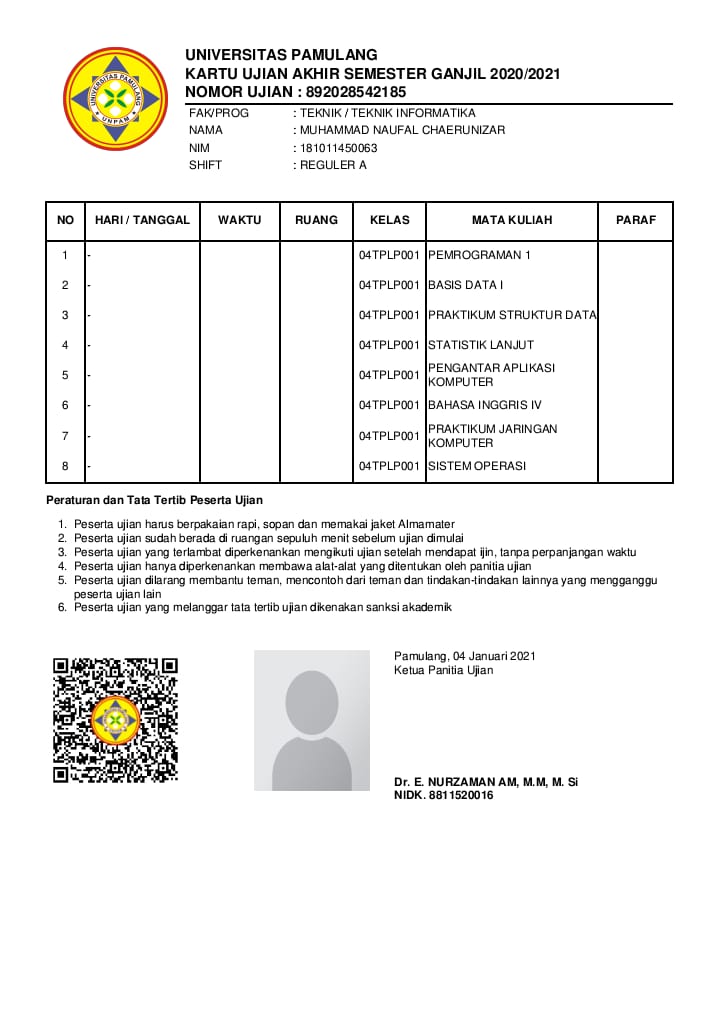 UNIVERSITAS PAMULANG
KARTU UJIAN AKHIR SEMESTER GANJIL 2020/2021
NOMOR UJIAN : 892028542185
FAK/PROG : TEKNIK / TEKNIK INFORMATIKA
NAMA : MUHAMMAD NAUFAL CHAERUNIZAR
NIM : 181011450063
SHIFT : REGULER A
UNIVERSITAS PAMULANG
UNPAM
NO HARI / TANGGAL WAKTU RUANG KELAS MATA KULIAH PARAF
1 - 04TPLP001 PEMROGRAMAN 1
2 - 04TPLP001 BASIS DATA I
3 - 04TPLP001 PRAKTIKUM STRUKTUR DATA
4 - 04TPLP001 STATISTIK LANJUT
5 - 04TPLP001 PENGANTAR APLIKASI
KOMPUTER
6 - 04TPLP001 BAHASA INGGRIS IV
7 - 04TPLP001 PRAKTIKUM JARINGAN
KOMPUTER
8 - 04TPLP001 SISTEM OPERASI
Peraturan dan Tata Tertib Peserta Ujian
1. Peserta ujian harus berpakaian rapi, sopan dan memakai jaket Almamater
2. Peserta ujian sudah berada di ruangan sepuluh menit sebelum ujian dimulai
3. Peserta ujian yang terlambat diperkenankan mengikuti ujian setelah mendapat ijin, tanpa perpanjangan waktu
4. Peserta ujian hanya diperkenankan membawa alat-alat yang ditentukan oleh panitia ujian
5. Peserta ujian dilarang membantu teman, mencontoh dari teman dan tindakan-tindakan lainnya yang mengganggu
peserta ujian lain
6. Peserta ujian yang melanggar tata tertib ujian dikenakan sanksi akademik
Pamulang, 04 Januari 2021
Ketua Panitia Ujian
Dr. E. NURZAMAN AM, M.M, M. Si
NIDK. 8811520016